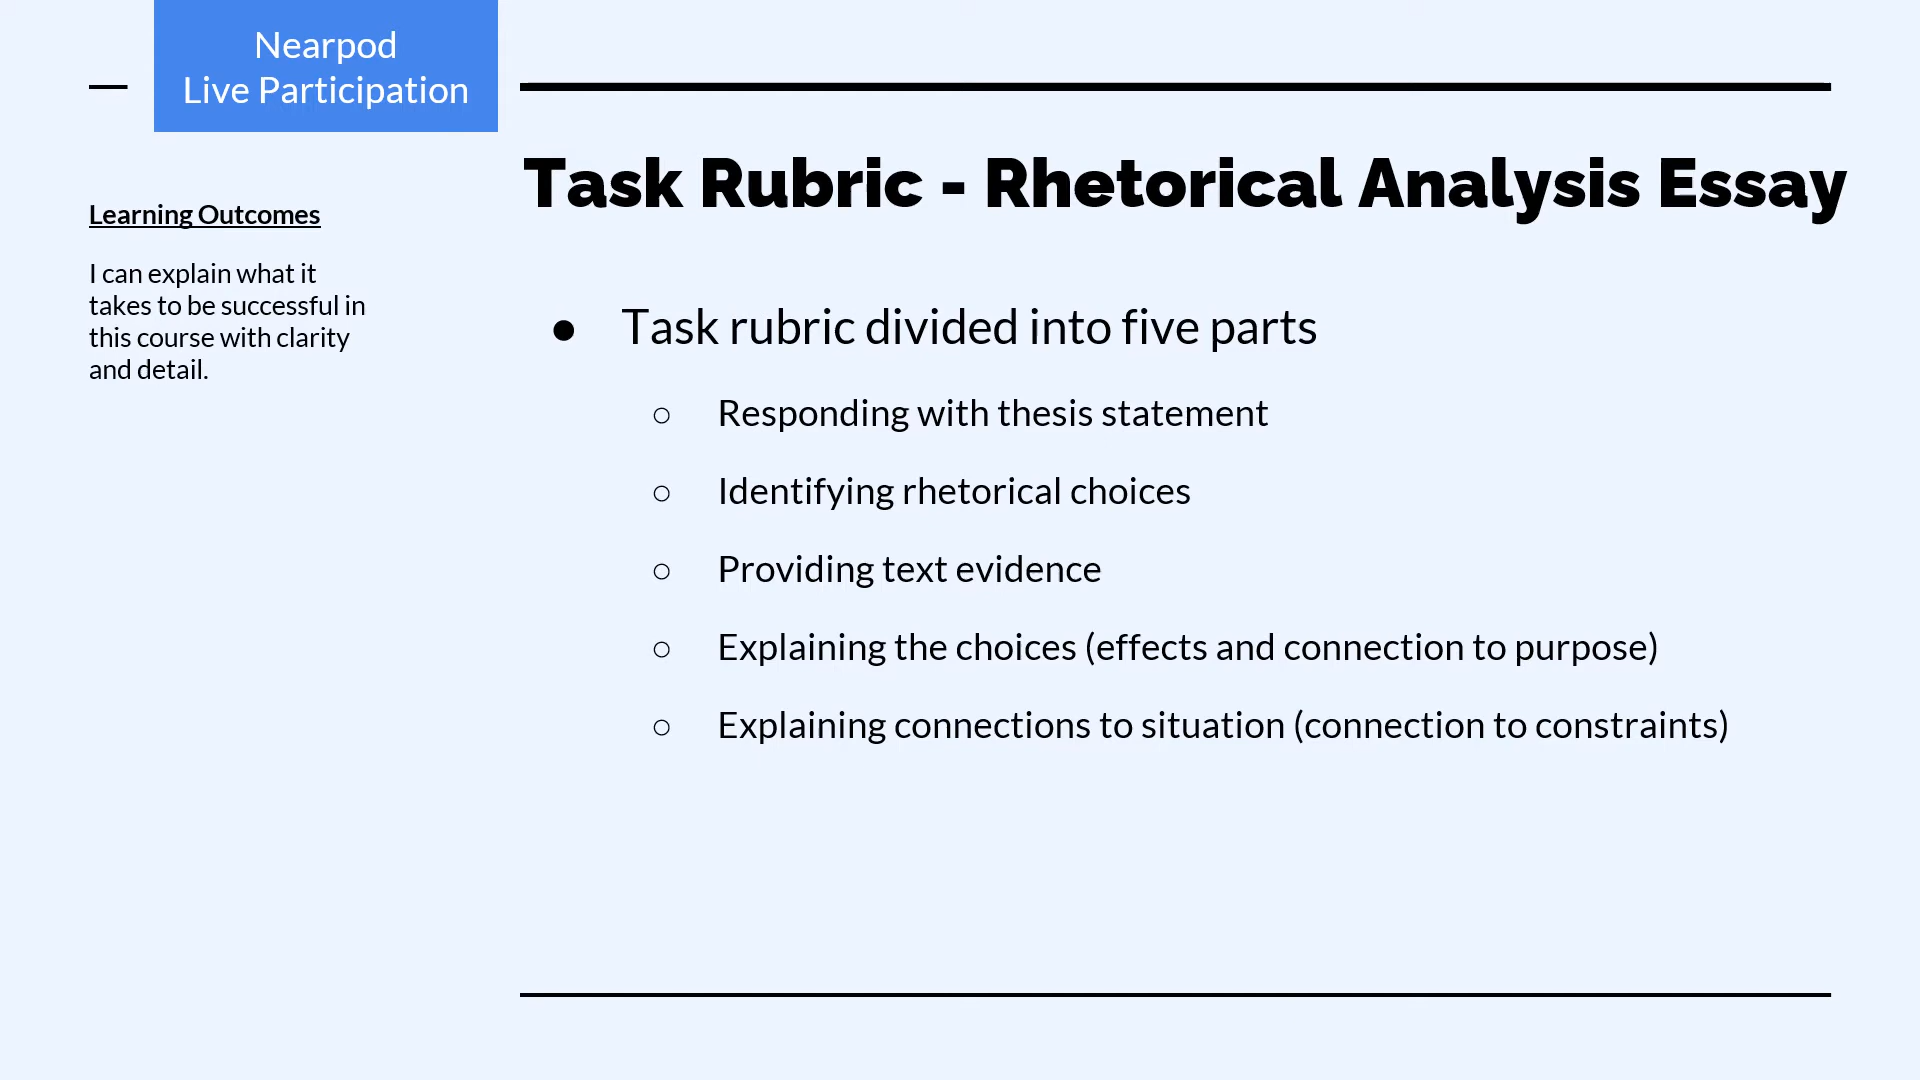 Nearpod
Live Participation
Task Rubric - Rhetorical Analysis Essay
Learning Outcomes
I can explain what it
takes to be successful in
this course with clarity
and detail.
● Task rubric divided into five parts
○ Responding with thesis statement
○ Identifying rhetorical choices
○ Providing text evidence
○ Explaining the choices (effects and connection to purpose)
○ Explaining connections to situation (connection to constraints)